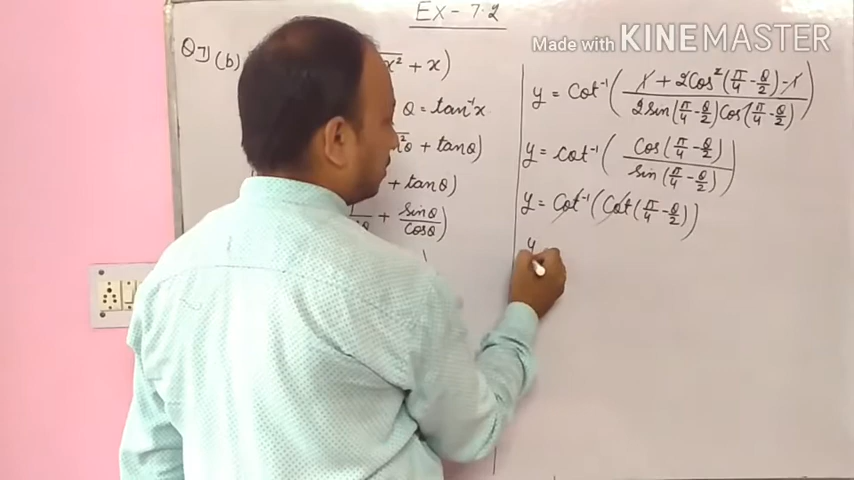 Ex - 7.2
Made with KINEMASTER
Q 1) (b)
x² + x)
θ = tan⁻¹x
²θ + tanθ)
+ tanθ)
+ sinθ/cosθ)
y = cot⁻¹ ( (1 + 2cos²(π/4 - θ/2) - 1) / (2sin(π/4 - θ/2) cos(π/4 - θ/2)) )
y = cot⁻¹ ( cos(π/4 - θ/2) / sin(π/4 - θ/2) )
y = cot⁻¹ (cot(π/4 - θ/2))
y